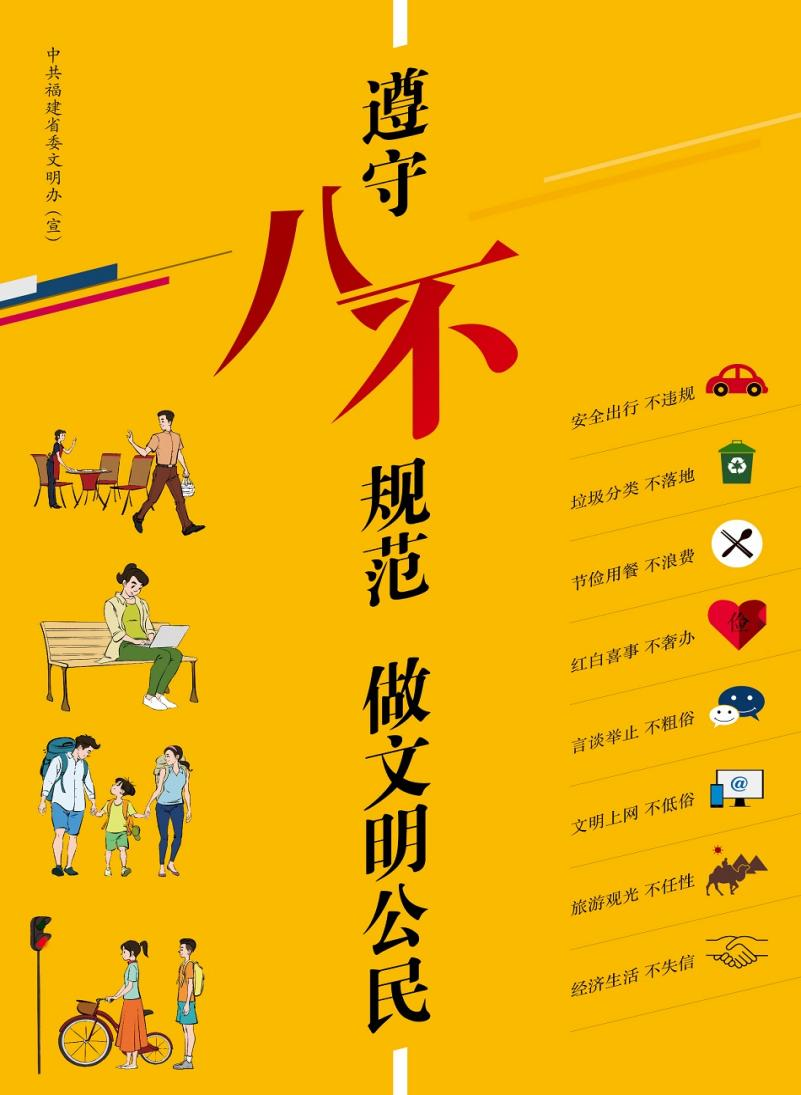 中共福建省委文明办（宣）
遵守
八不
规范 做文明公民
安全出行 不违规
垃圾分类 不落地
节俭用餐 不浪费
红白喜事 不奢办
俭
言谈举止 不粗俗
文明上网 不低俗
@
旅游观光 不任性
经济生活 不失信